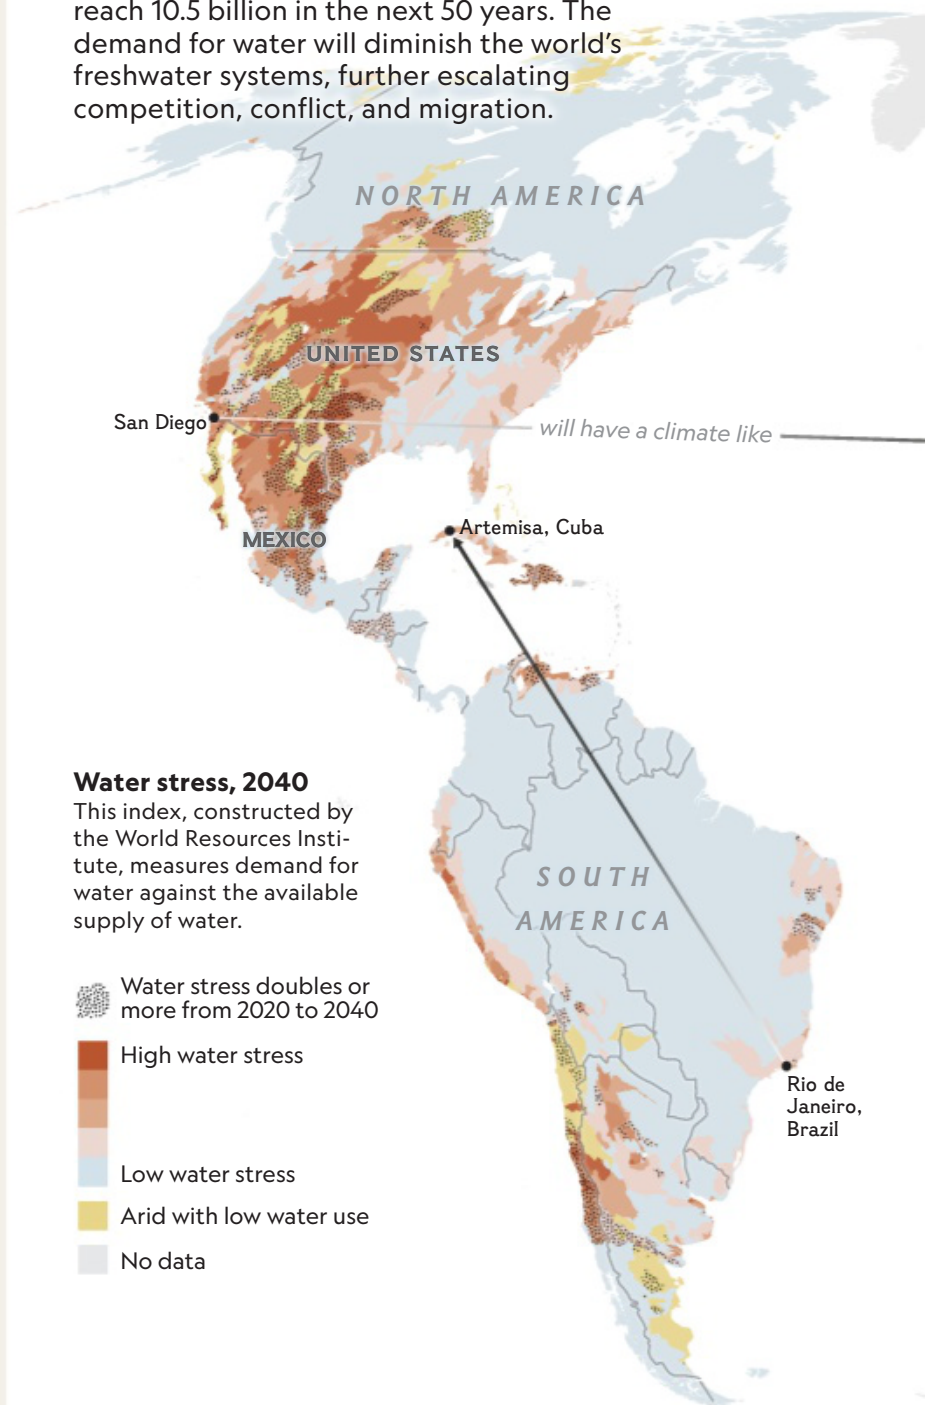 reach 10.5 billion in the next 50 years. The
demand for water will diminish the world's
freshwater systems, further escalating
competition, conflict, and migration.
NORTH AMERICA
UNITED STATES
San Diego
will have a climate like
Artemisa, Cuba
MEXICO
Water stress, 2040
This index, constructed by
the World Resources Insti-
tute, measures demand for
water against the available
supply of water.
SOUTH
AMERICA
Water stress doubles or
more from 2020 to 2040
High water stress
Low water stress
Arid with low water use
No data
Rio de
Janeiro,
Brazil